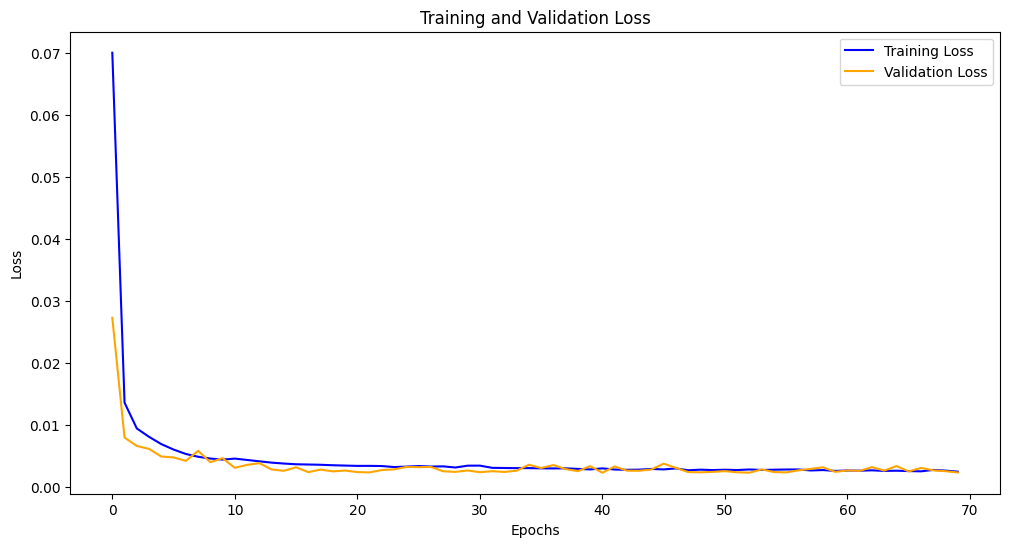 Training and Validation Loss
Training Loss
Validation Loss
0.07
0.06
0.05
0.04
0.03
0.02
0.01
0.00
Loss
0 10 20 30 40 50 60 70
Epochs